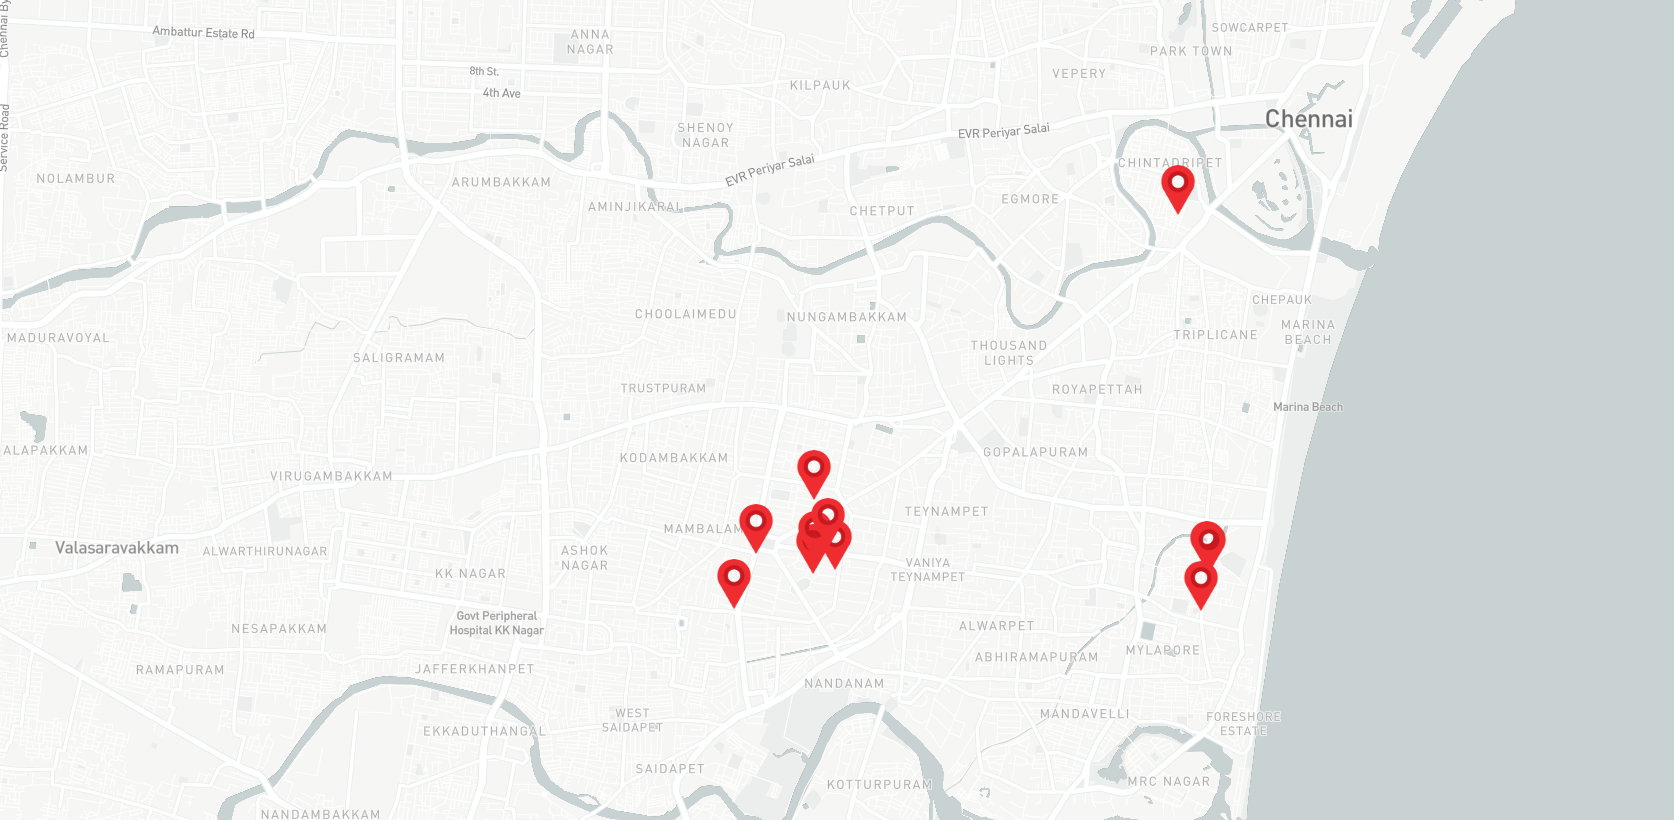 Chennai By
Ambattur Estate Rd
ANNA
NAGAR
SOWCARPET
PARK TOWN
8th St.
4th Ave
KILPAUK
VEPERY
Service Road
Chennai
SHENOY
NAGAR
EVR Periyar Salai
EVR Periyar Salai
CHINTADRIPET
NOLAMBUR
ARUMBAKKAM
AMINJIKARAI
CHETPUT
EGMORE
CHEPAUK
CHOOLAIMEDU
NUNGAMBAKKAM
MARINA
BEACH
TRIPLICANE
MADURAVOYAL
SALIGRAMAM
THOUSAND
LIGHTS
TRUSTPURAM
ROYAPETTAH
Marina Beach
ALAPAKKAM
KODAMBAKKAM
GOPALAPURAM
VIRUGAMBAKKAM
TEYNAMPET
MAMBALAM
Valasaravakkam
ALWARTHIRUNAGAR
ASHOK
NAGAR
KK NAGAR
VANIYA
TEYNAMPET
Govt Peripheral
Hospital KK Nagar
NESAPAKKAM
ALWARPET
MYLAPORE
ABHIRAMAPURAM
RAMAPURAM
JAFFERKHANPET
NANDANAM
WEST
SAIDAPET
MANDAVELLI
FORESHORE
ESTATE
EKKADUTHANGAL
SAIDAPET
KOTTURPURAM
MRC NAGAR
NANDAMBAKKAM